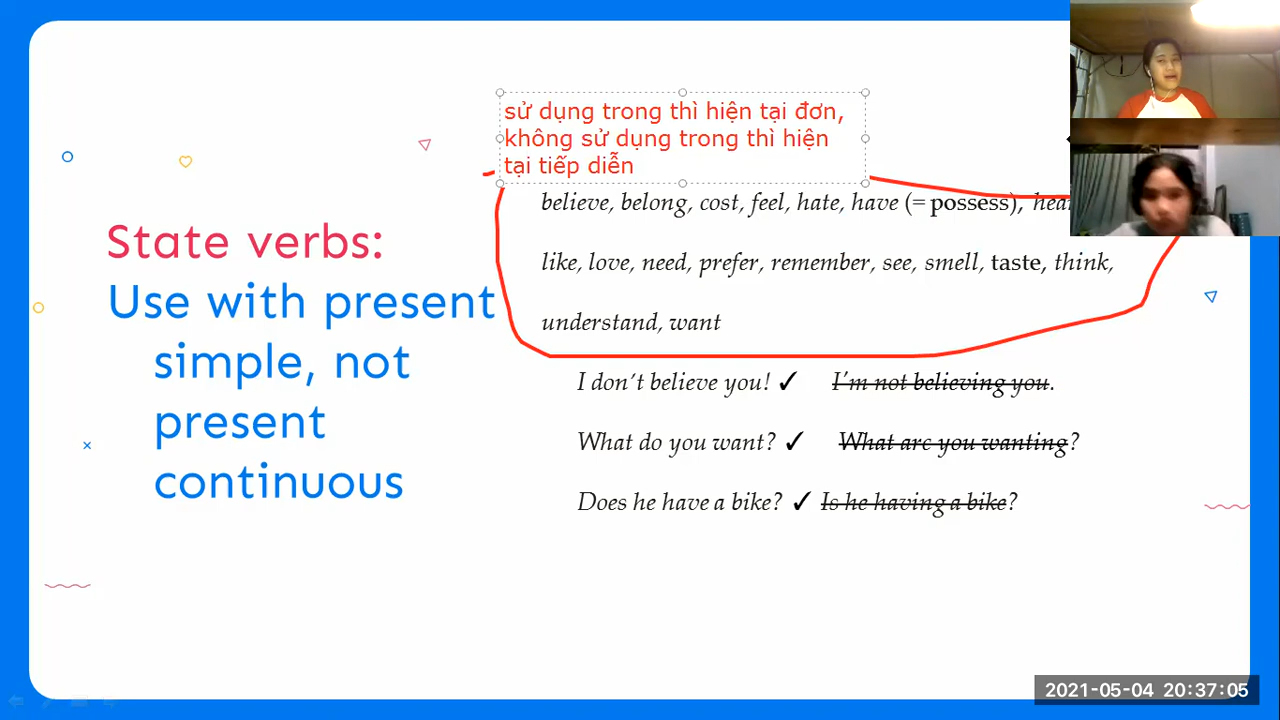 sử dụng trong thì hiện tại đơn,
không sử dụng trong thì hiện
tại tiếp diễn
State verbs:
Use with present
simple, not
present
continuous
believe, belong, cost, feel, hate, have (= possess), hear
like, love, need, prefer, remember, see, smell, taste, think,
understand, want
I don't believe you! ✓ I'm not believing you.
What do you want? ✓ What are you wanting?
Does he have a bike? ✓ Is he having a bike?
2021-05-04 20:37:05